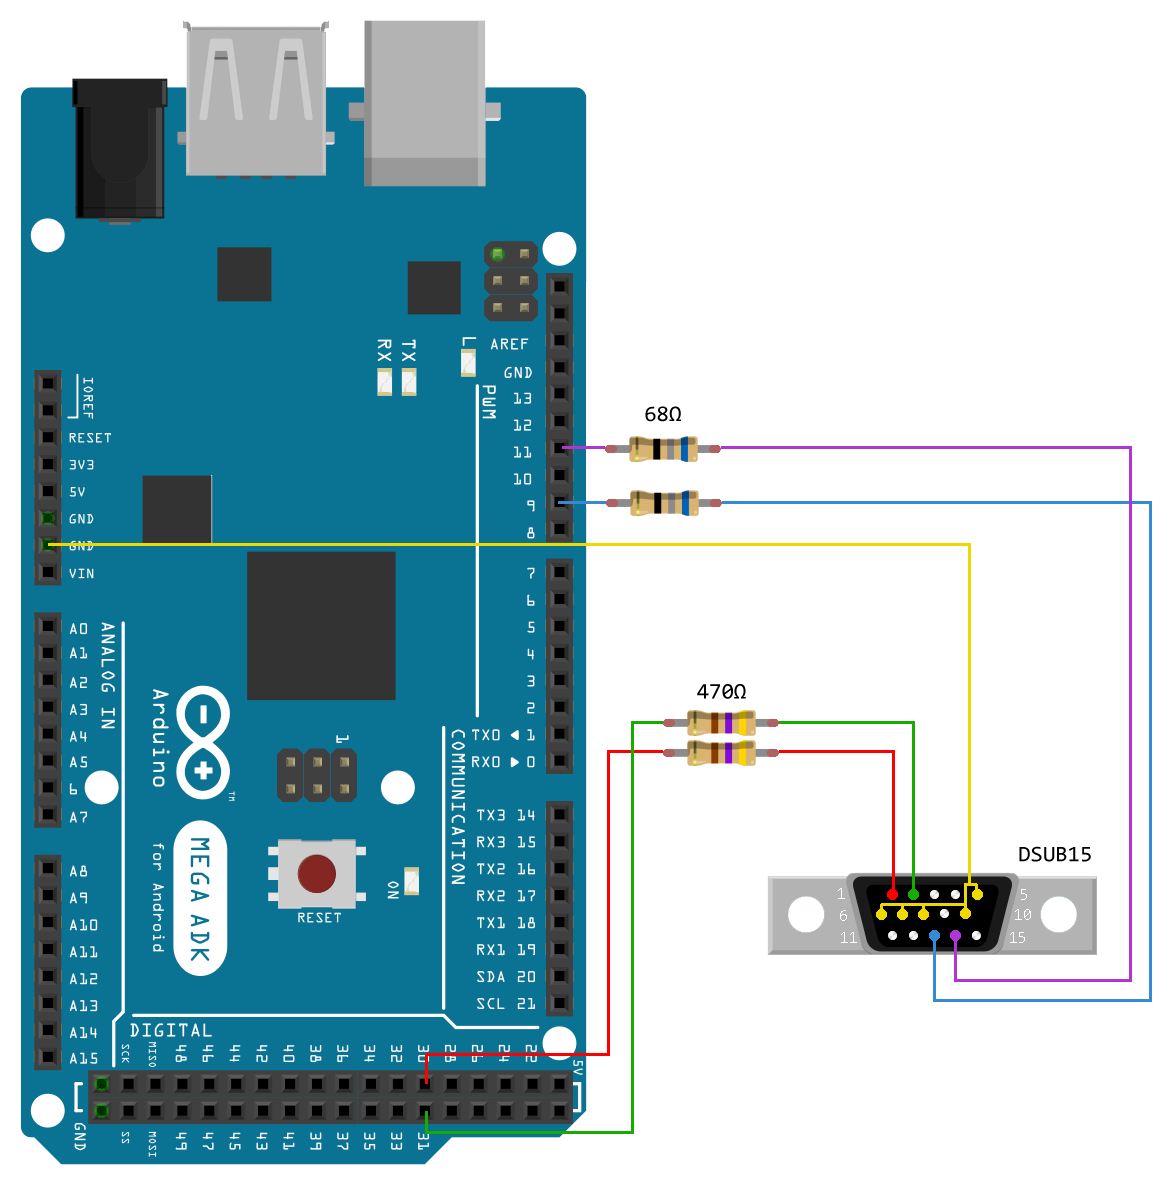 IOREF
RESET
3V3
5V
GND
GND
VIN
A0
A1
A2
A3
A4
A5
6
A7
A8
A9
A10
A11
A12
A13
A14
A15
ANALOG IN
RX
TX
L
AREF
GND
13
12
11
10
9
8
PWM
7
6
5
4
3
2
TX0 ◀ 1
RX0 ▶ 0
TX3 14
RX3 15
TX2 16
RX2 17
TX1 18
RX1 19
SDA 20
SCL 21
COMMUNICATION
Arduino
TM
MEGA ADK
for Android
1
RESET
ON
DIGITAL
SCK
MISO
48
46
44
42
40
38
36
34
32
30
28
26
24
22
5V
GND
SS
MOSI
49
47
45
43
41
39
37
35
33
31
68Ω
470Ω
DSUB15
1
5
6
10
11
15